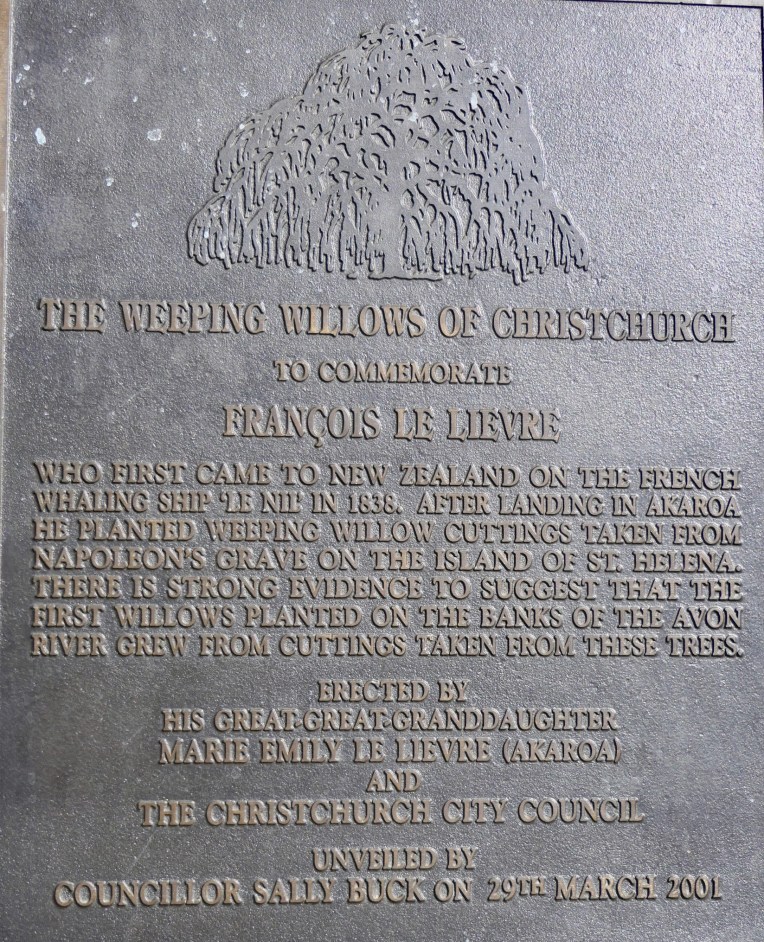 THE WEEPING WILLOWS OF CHRISTCHURCH
TO COMMEMORATE
FRANÇOIS LE LIEVRE
WHO FIRST CAME TO NEW ZEALAND ON THE FRENCH
WHALING SHIP 'LE NIL' IN 1838. AFTER LANDING IN AKAROA
HE PLANTED WEEPING WILLOW CUTTINGS TAKEN FROM
NAPOLEON'S GRAVE ON THE ISLAND OF ST. HELENA.
THERE IS STRONG EVIDENCE TO SUGGEST THAT THE
FIRST WILLOWS PLANTED ON THE BANKS OF THE AVON
RIVER GREW FROM CUTTINGS TAKEN FROM THESE TREES.
ERECTED BY
HIS GREAT-GREAT-GRANDDAUGHTER
MARIE EMILY LE LIEVRE (AKAROA)
AND
THE CHRISTCHURCH CITY COUNCIL
UNVEILED BY
COUNCILLOR SALLY BUCK ON 29TH MARCH 2001